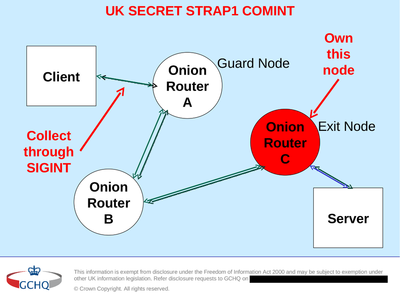 UK SECRET STRAP1 COMINT
Own
this
node
Client
Onion
Router
A
Guard Node
Collect
through
SIGINT
Onion
Router
C
Exit Node
Onion
Router
B
Server
GCHQ
This information is exempt from disclosure under the Freedom of Information Act 2000 and may be subject to exemption under
other UK information legislation. Refer disclosure requests to GCHQ on
© Crown Copyright. All rights reserved.